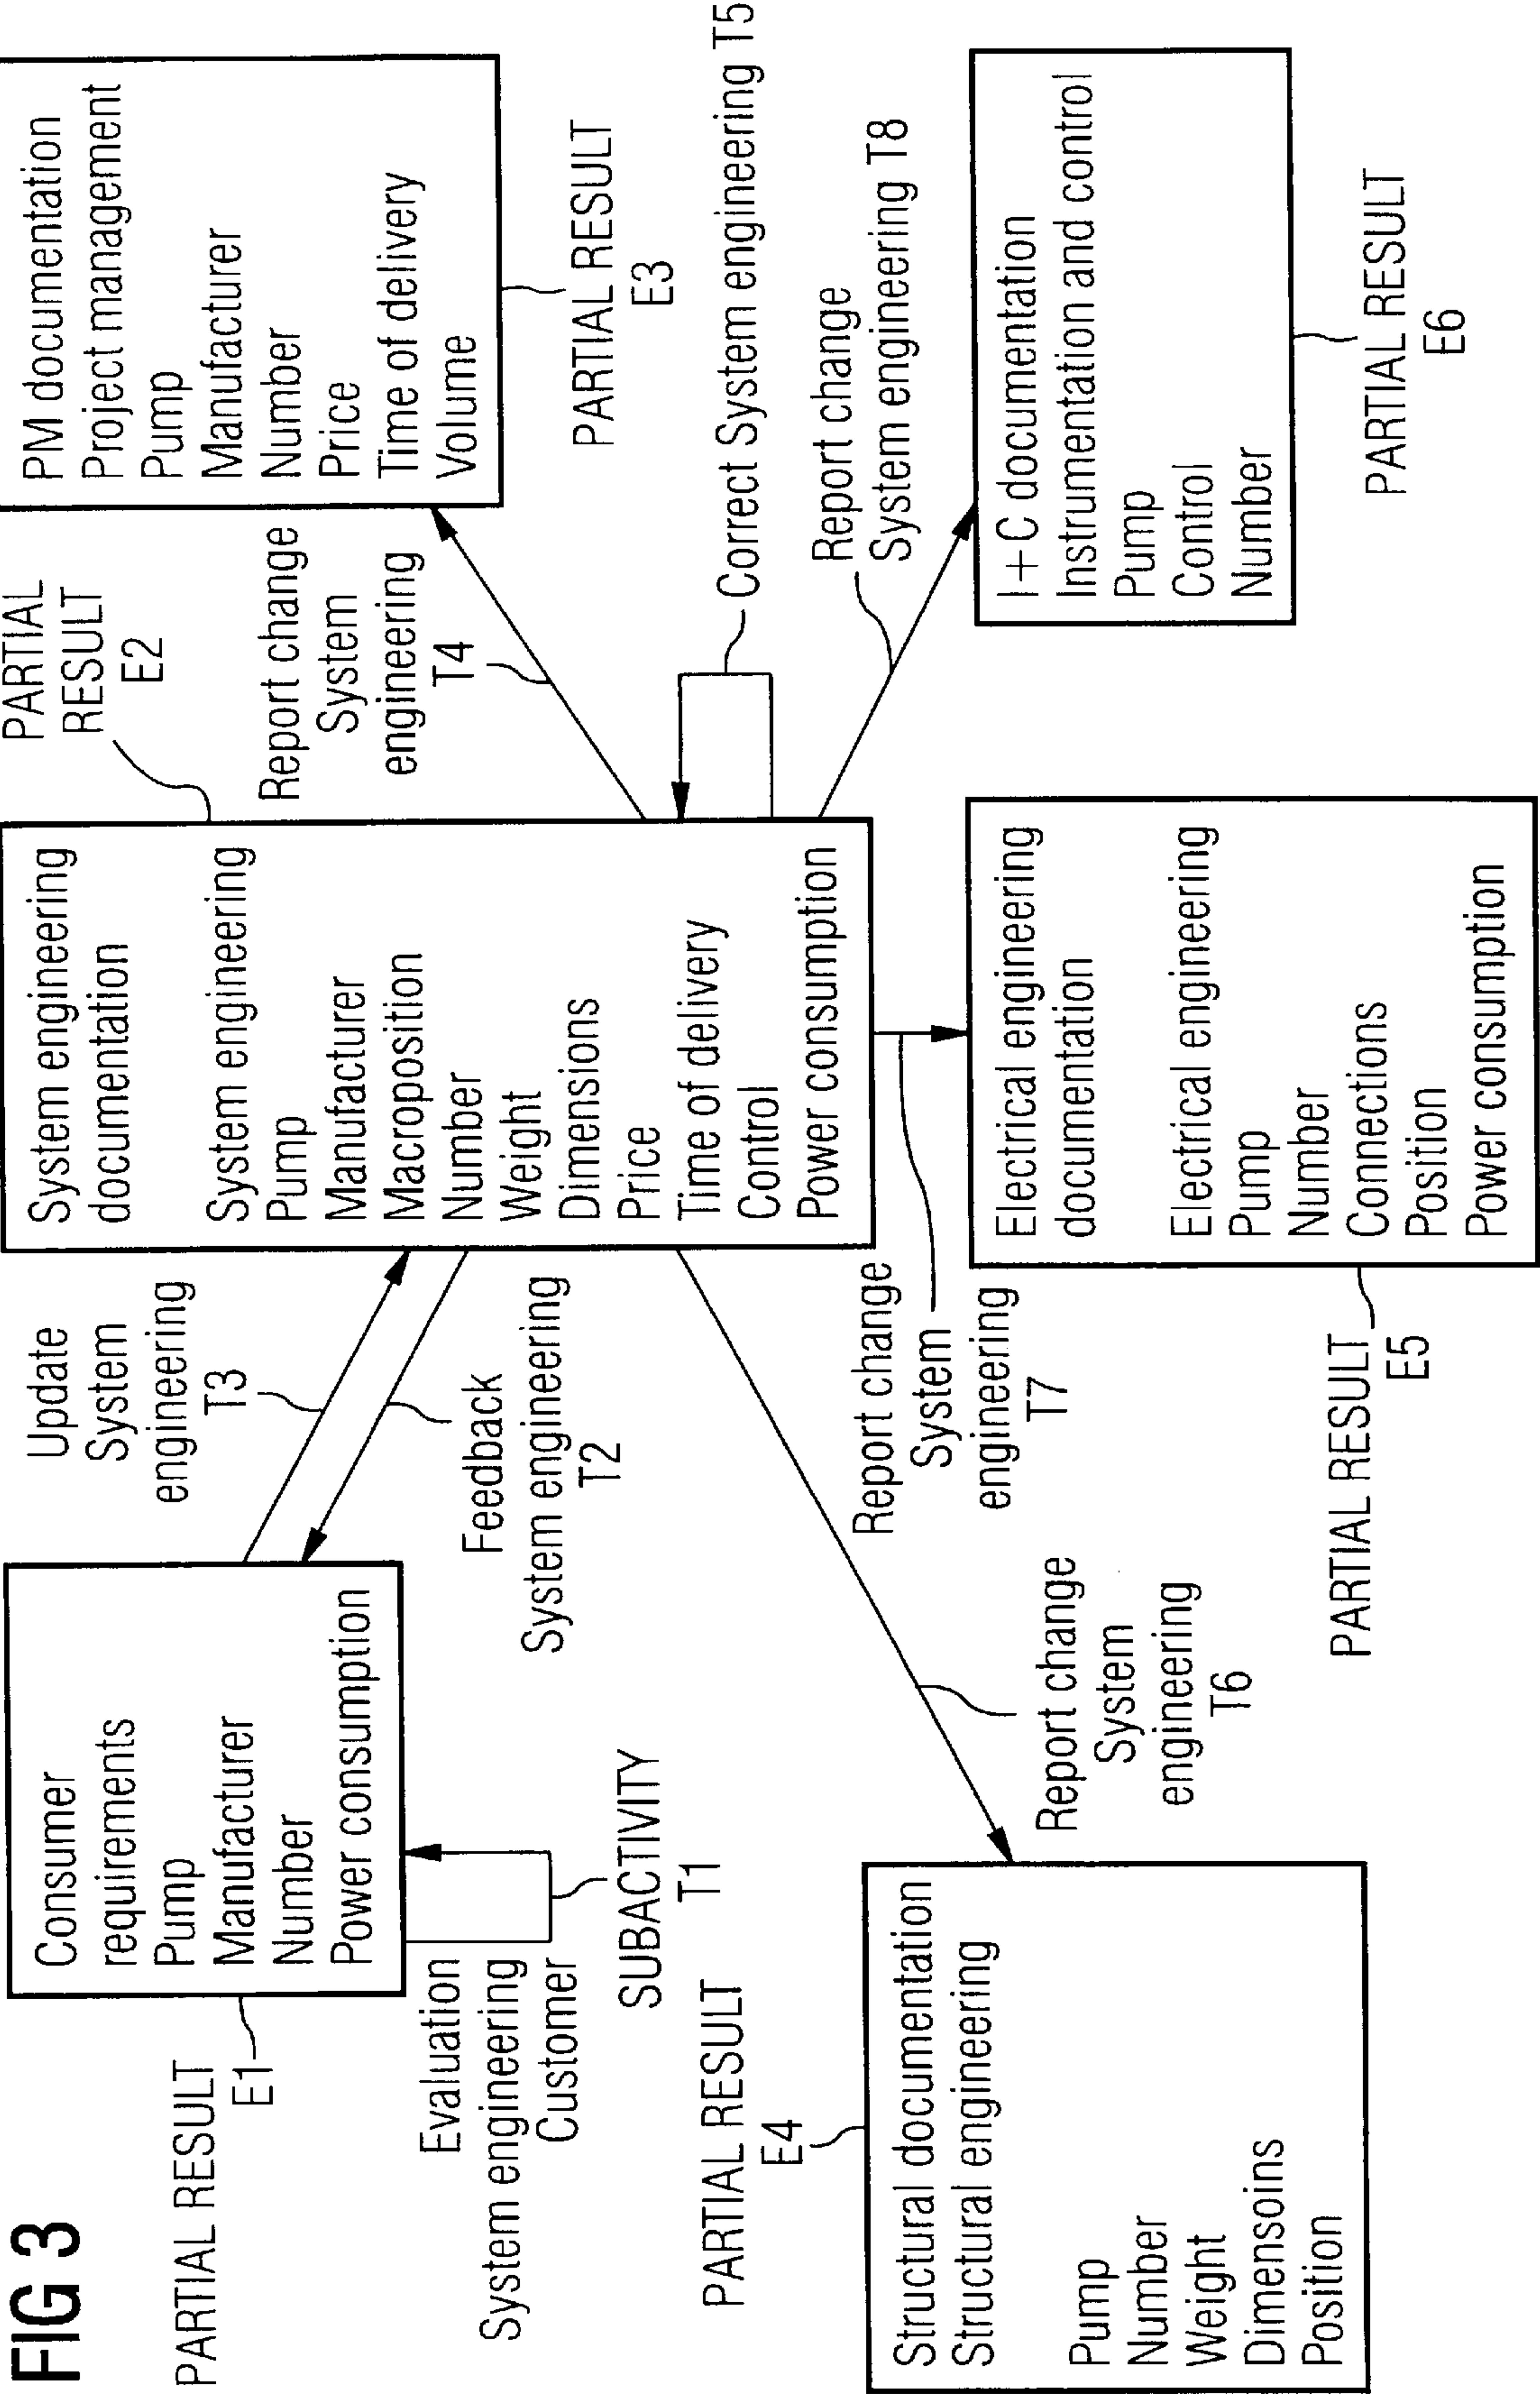 FIG 3
PARTIAL RESULT
E1
Consumer
requirements
Pump
Manufacturer
Number
Power consumption
Evaluation
System engineering
Customer
SUBACTIVITY
T1
Update
System
engineering
T3
Feedback
System engineering
T2
PARTIAL
RESULT
E2
System engineering
documentation
System engineering
Pump
Manufacturer
Macroposition
Number
Weight
Dimensions
Price
Time of delivery
Control
Power consumption
Report change
System
engineering
T4
PM documentation
Project management
Pump
Manufacturer
Number
Price
Time of delivery
Volume
PARTIAL RESULT
E3
Correct System engineering T5
Report change
System engineering T8
PARTIAL RESULT
E4
Structural documentation
Structural engineering
Pump
Number
Weight
Dimensoins
Position
Report change
System
engineering
T6
Report change
System
engineering
T7
PARTIAL RESULT
E5
Electrical engineering
documentation
Electrical engineering
Pump
Number
Connections
Position
Power consumption
I+C documentation
Instrumentation and control
Pump
Control
Number
PARTIAL RESULT
E6